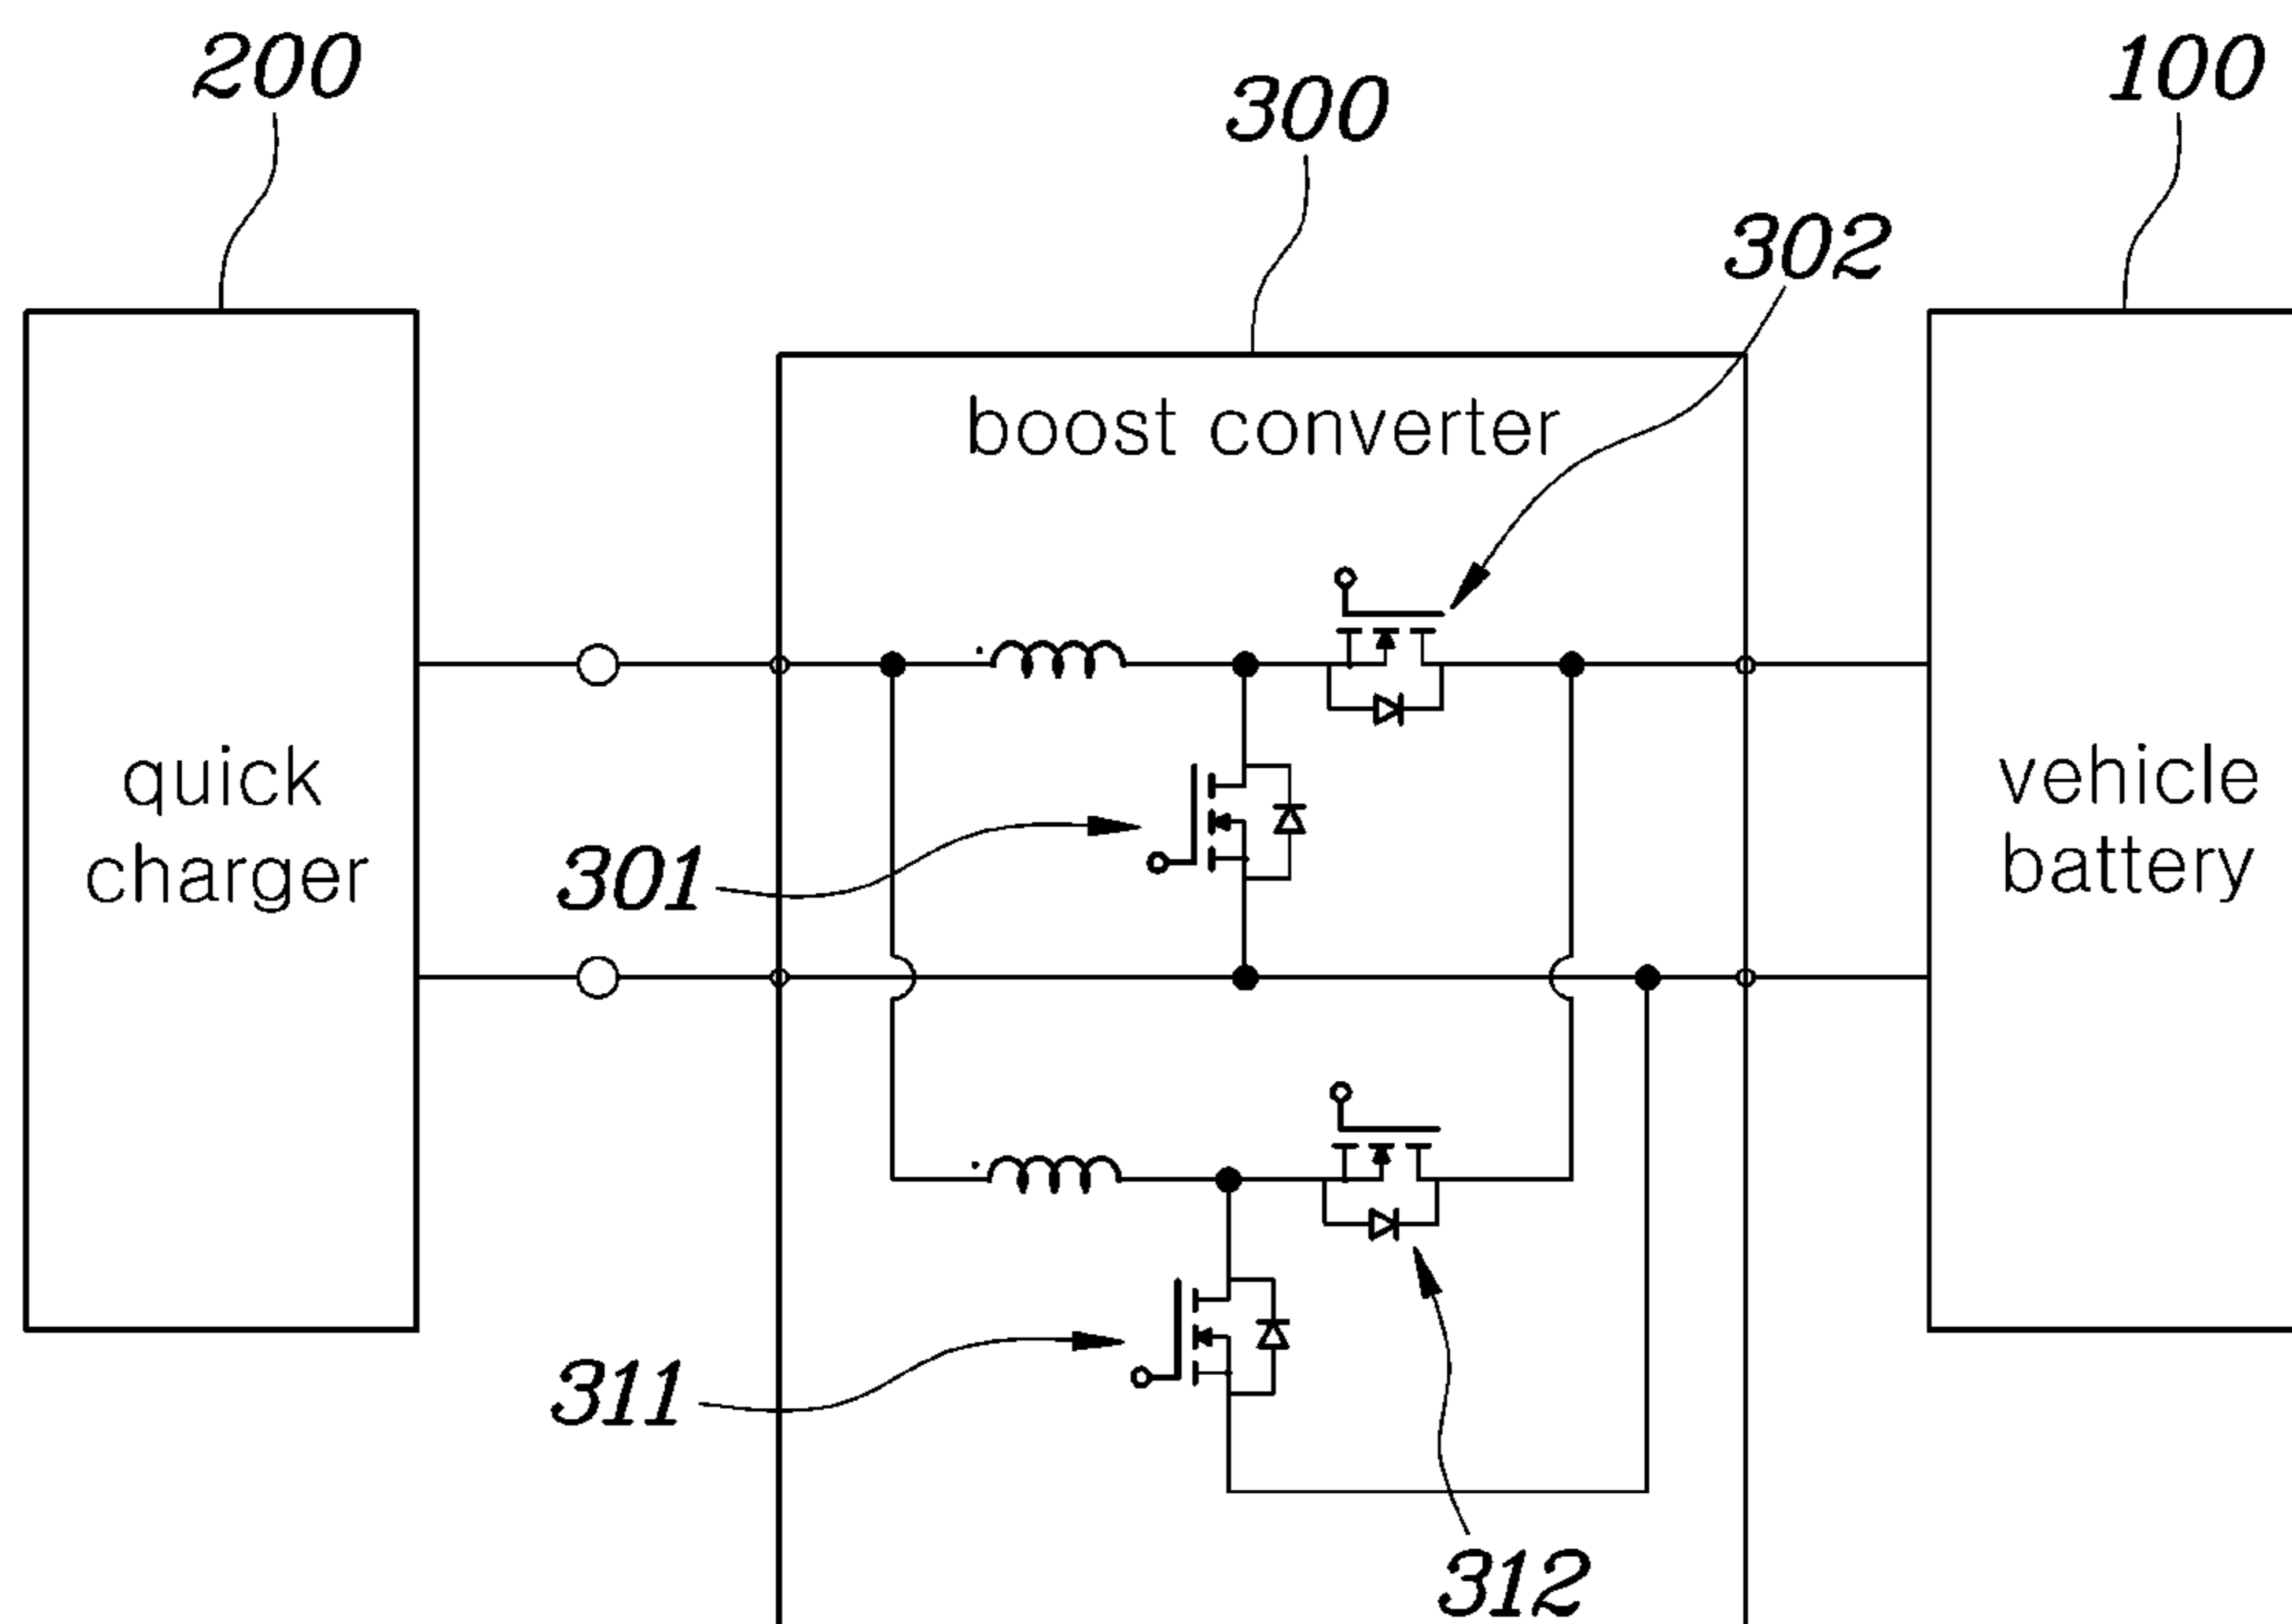 200
300
100
302
boost converter
quick
charger
vehicle
battery
301
311
312